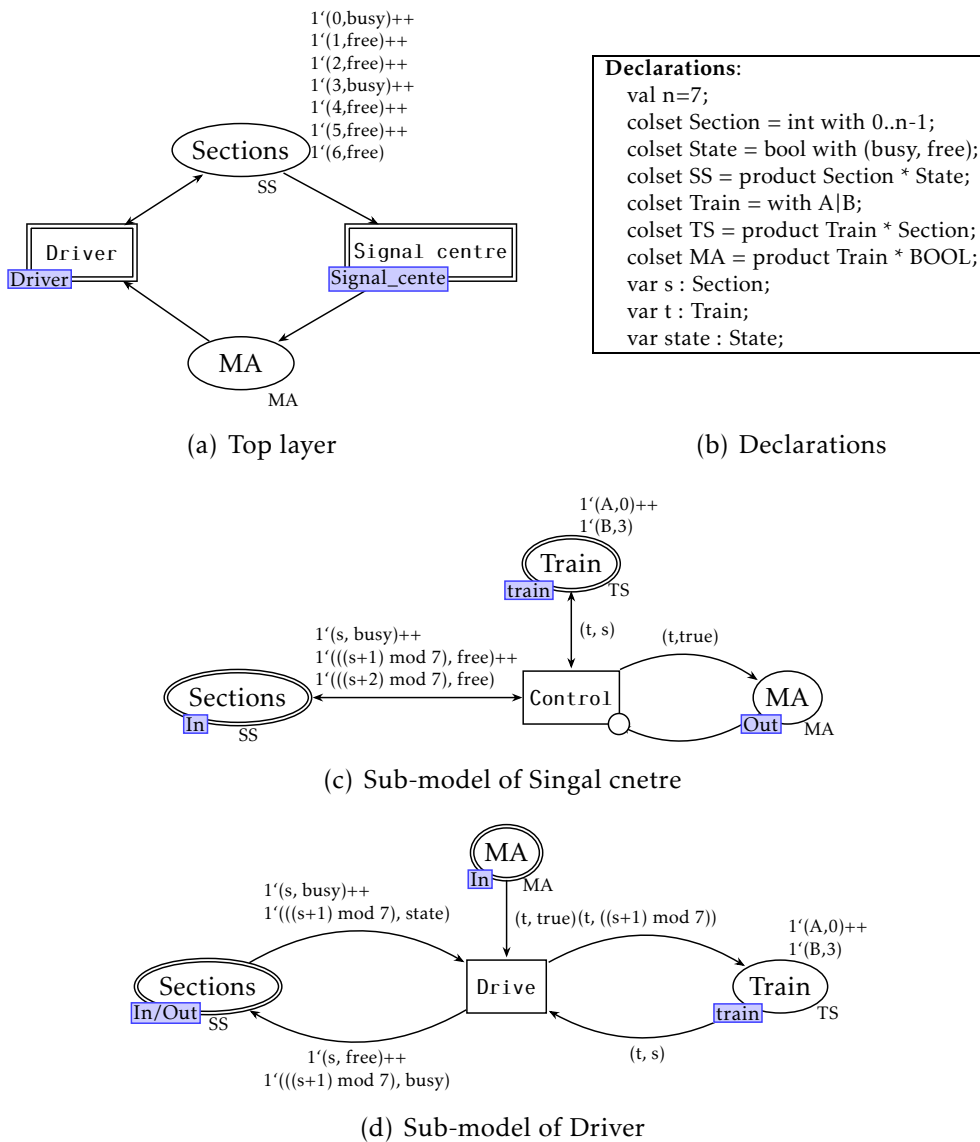 1‘(0,busy)++
1‘(1,free)++
1‘(2,free)++
1‘(3,busy)++
1‘(4,free)++
1‘(5,free)++
1‘(6,free)
Sections
SS
Driver
Driver
Signal centre
Signal_cente
MA
MA
(a) Top layer
Declarations:
val n=7;
colset Section = int with 0..n-1;
colset State = bool with (busy, free);
colset SS = product Section * State;
colset Train = with A|B;
colset TS = product Train * Section;
colset MA = product Train * BOOL;
var s : Section;
var t : Train;
var state : State;
(b) Declarations
1‘(A,0)++
1‘(B,3)
Train
train
TS
(t, s)
(t,true)
1‘(s, busy)++
1‘(((s+1) mod 7), free)++
1‘(((s+2) mod 7), free)
Sections
In
SS
Control
MA
Out
MA
(c) Sub-model of Singal cnetre
MA
In
MA
1‘(s, busy)++
1‘(((s+1) mod 7), state)
(t, true)
(t, ((s+1) mod 7))
1‘(A,0)++
1‘(B,3)
Sections
In/Out
SS
Drive
Train
train
TS
1‘(s, free)++
1‘(((s+1) mod 7), busy)
(t, s)
(d) Sub-model of Driver